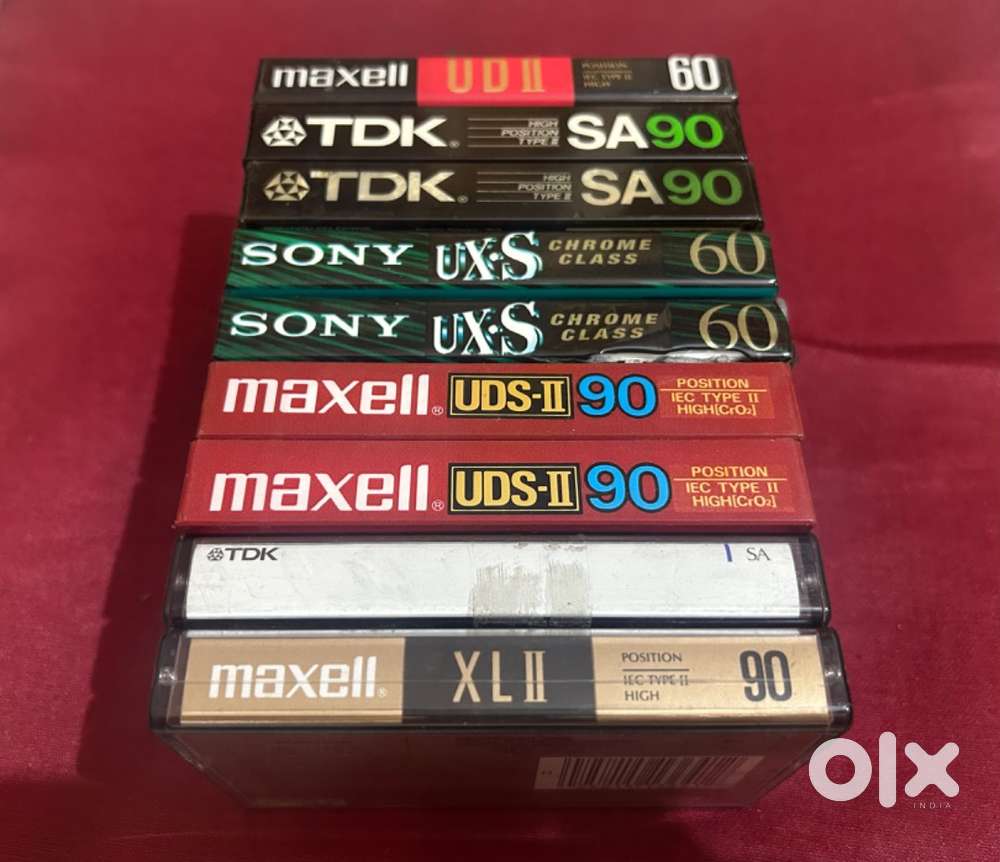 maxell UD II POSITION IEC TYPE II HIGH 60
TDK® HIGH POSITION TYPE II SA90
TDK® HIGH POSITION TYPE II SA90
SONY UX·S CHROME CLASS 60
SONY UX·S CHROME CLASS 60
maxell® UDS-II 90 POSITION IEC TYPE II HIGH[CrO₂]
maxell® UDS-II 90 POSITION IEC TYPE II HIGH[CrO₂]
TDK | SA
maxell® XL II POSITION IEC TYPE II HIGH 90
olx
INDIA